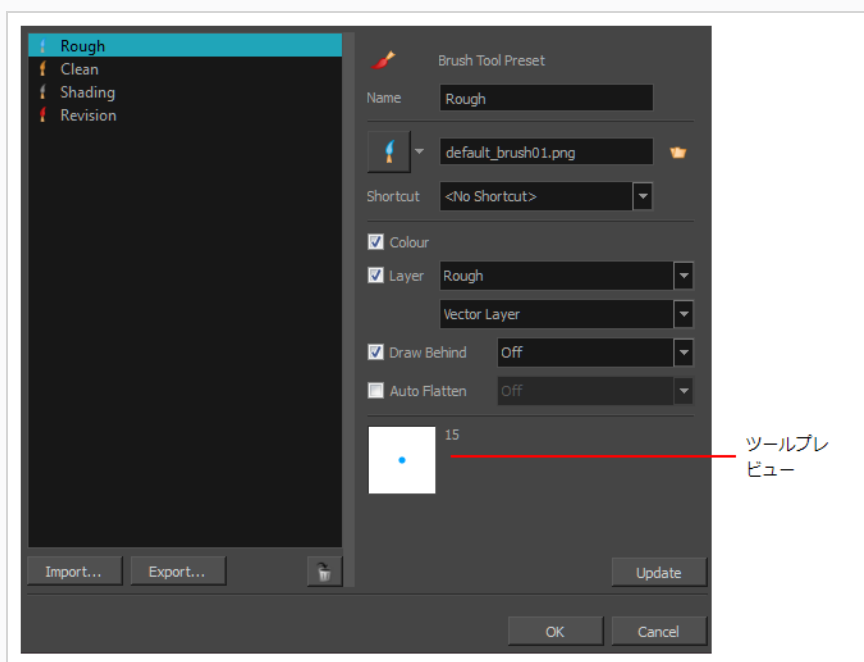 Rough
Clean
Shading
Revision
Import...
Export...
Brush Tool Preset
Name
Rough
default_brush01.png
Shortcut
<No Shortcut>
Colour
Layer
Rough
Vector Layer
Draw Behind
Off
Auto Flatten
Off
15
ツールプレ
ビュー
Update
OK
Cancel